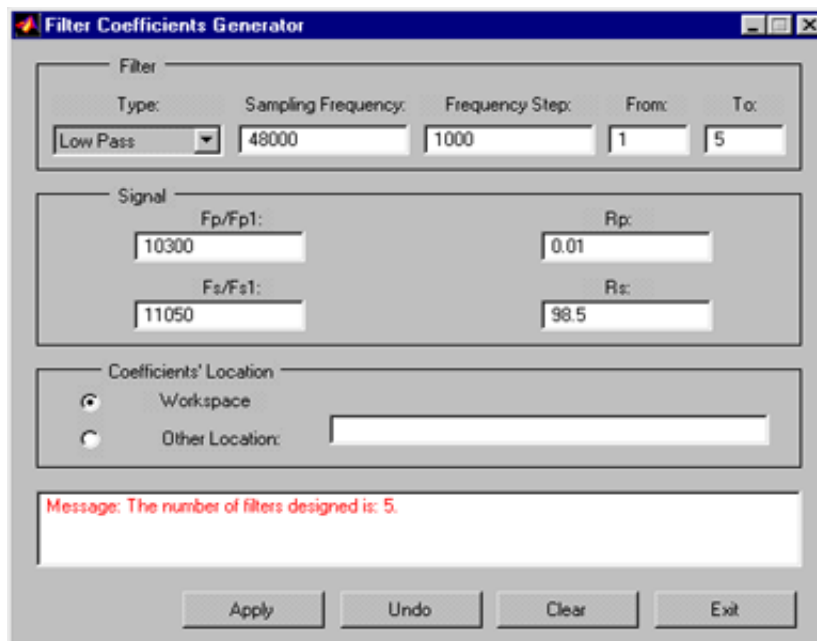 Filter Coefficients Generator
Filter
Type: Sampling Frequency: Frequency Step: From: To:
Low Pass 48000 1000 1 5
Signal
Fp/Fp1: Rp:
10300 0.01
Fs/Fs1: Rs:
11050 98.5
Coefficients' Location
Workspace
Other Location:
Message: The number of filters designed is: 5.
Apply Undo Clear Exit